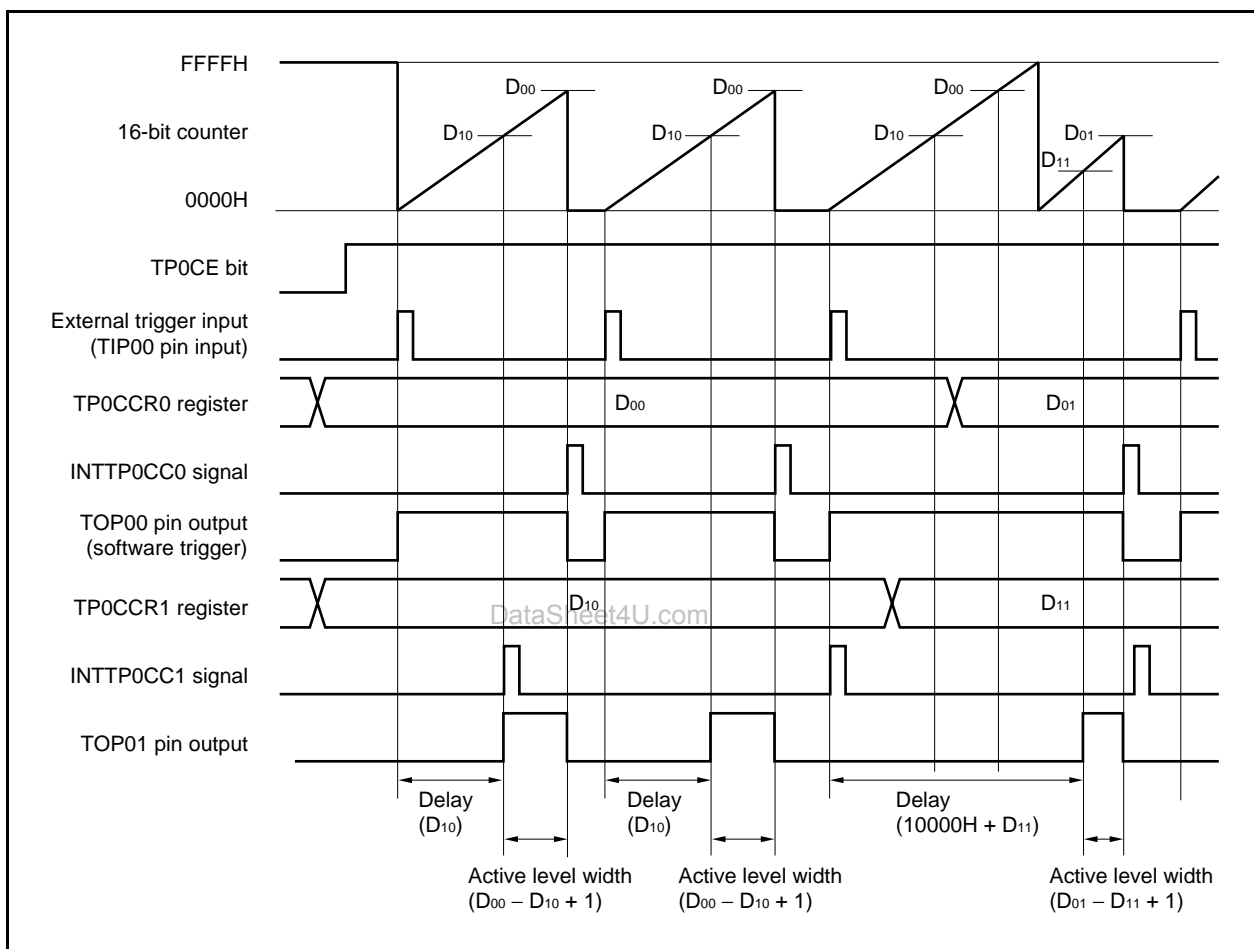 FFFFH
D00
D00
D00
16-bit counter
D10
D10
D10
D01
D11
0000H
TP0CE bit
External trigger input
(TIP00 pin input)
TP0CCR0 register
D00
D01
INTTP0CC0 signal
TOP00 pin output
(software trigger)
TP0CCR1 register
D10
D11
DataSheet4U.com
INTTP0CC1 signal
TOP01 pin output
Delay
(D10)
Delay
(D10)
Delay
(10000H + D11)
Active level width
(D00 − D10 + 1)
Active level width
(D00 − D10 + 1)
Active level width
(D01 − D11 + 1)